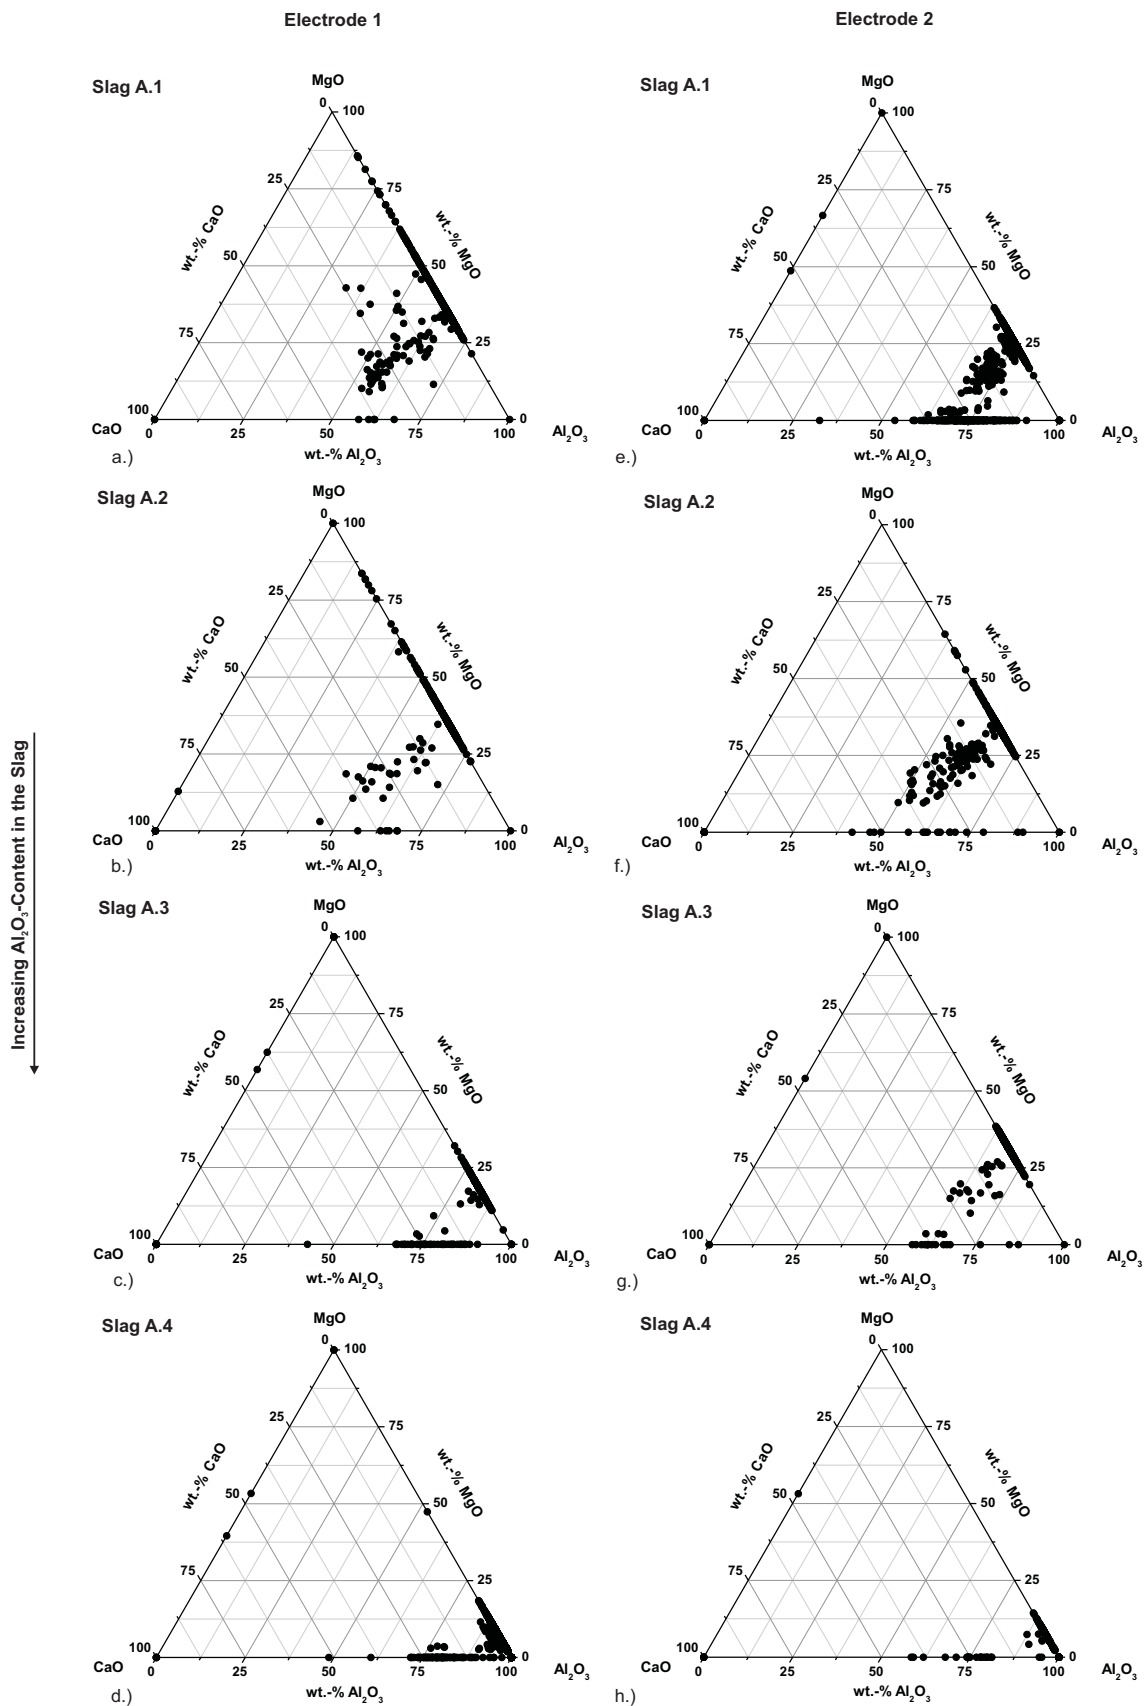 Electrode 1
Electrode 2
Increasing Al₂O₃-Content in the Slag
Slag A.1
MgO
0 100
25 75
wt.-% CaO
wt.-% MgO
50 50
75 25
100 0
CaO
Al₂O₃
0 25 50 75 100
wt.-% Al₂O₃
a.)
Slag A.1
MgO
0 100
25 75
wt.-% CaO
wt.-% MgO
50 50
75 25
100 0
CaO
Al₂O₃
0 25 50 75 100
wt.-% Al₂O₃
e.)
Slag A.2
MgO
0 100
25 75
wt.-% CaO
wt.-% MgO
50 50
75 25
100 0
CaO
Al₂O₃
0 25 50 75 100
wt.-% Al₂O₃
b.)
Slag A.2
MgO
0 100
25 75
wt.-% CaO
wt.-% MgO
50 50
75 25
100 0
CaO
Al₂O₃
0 25 50 75 100
wt.-% Al₂O₃
f.)
Slag A.3
MgO
0 100
25 75
wt.-% CaO
wt.-% MgO
50 50
75 25
100 0
CaO
Al₂O₃
0 25 50 75 100
wt.-% Al₂O₃
c.)
Slag A.3
MgO
0 100
25 75
wt.-% CaO
wt.-% MgO
50 50
75 25
100 0
CaO
Al₂O₃
0 25 50 75 100
wt.-% Al₂O₃
g.)
Slag A.4
MgO
0 100
25 75
wt.-% CaO
wt.-% MgO
50 50
75 25
100 0
CaO
Al₂O₃
0 25 50 75 100
wt.-% Al₂O₃
d.)
Slag A.4
MgO
0 100
25 75
wt.-% CaO
wt.-% MgO
50 50
75 25
100 0
CaO
Al₂O₃
0 25 50 75 100
wt.-% Al₂O₃
h.)